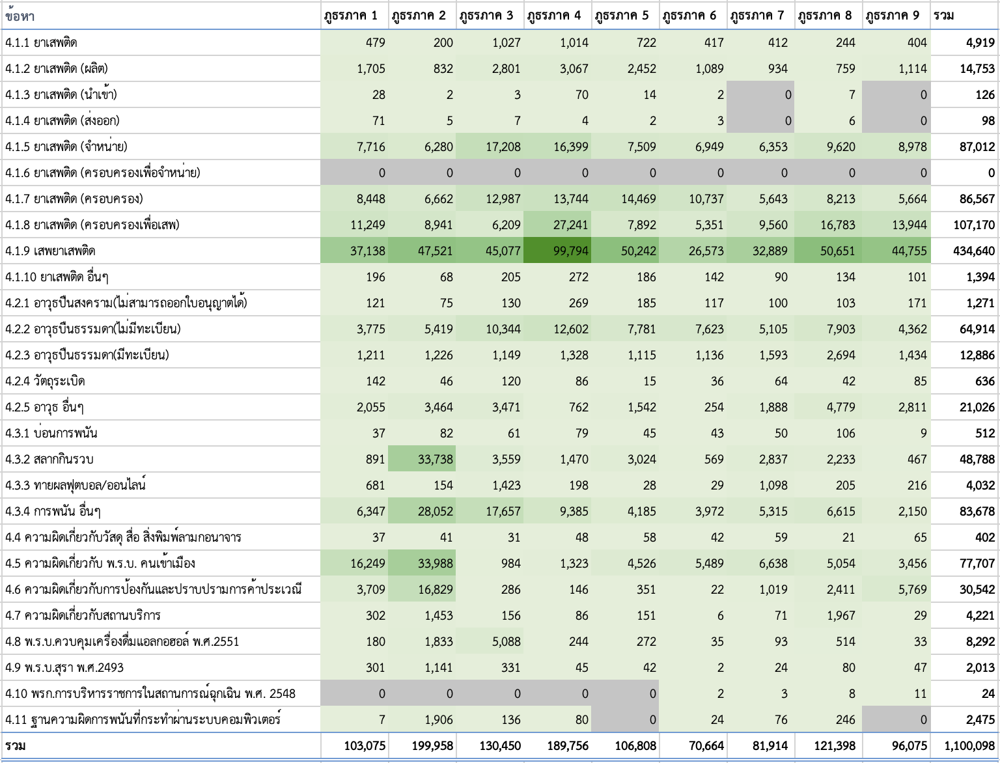 ข้อหา ภูธรภาค 1 ภูธรภาค 2 ภูธรภาค 3 ภูธรภาค 4 ภูธรภาค 5 ภูธรภาค 6 ภูธรภาค 7 ภูธรภาค 8 ภูธรภาค 9 รวม
4.1.1 ยาเสพติด 479 200 1,027 1,014 722 417 412 244 404 4,919
4.1.2 ยาเสพติด (ผลิต) 1,705 832 2,801 3,067 2,452 1,089 934 759 1,114 14,753
4.1.3 ยาเสพติด (นำเข้า) 28 2 3 70 14 2 0 7 0 126
4.1.4 ยาเสพติด (ส่งออก) 71 5 7 4 2 3 0 6 0 98
4.1.5 ยาเสพติด (จำหน่าย) 7,716 6,280 17,208 16,399 7,509 6,949 6,353 9,620 8,978 87,012
4.1.6 ยาเสพติด (ครอบครองเพื่อจำหน่าย) 0 0 0 0 0 0 0 0 0 0
4.1.7 ยาเสพติด (ครอบครอง) 8,448 6,662 12,987 13,744 14,469 10,737 5,643 8,213 5,664 86,567
4.1.8 ยาเสพติด (ครอบครองเพื่อเสพ) 11,249 8,941 6,209 27,241 7,892 5,351 9,560 16,783 13,944 107,170
4.1.9 เสพยาเสพติด 37,138 47,521 45,077 99,794 50,242 26,573 32,889 50,651 44,755 434,640
4.1.10 ยาเสพติด อื่นๆ 196 68 205 272 186 142 90 134 101 1,394
4.2.1 อาวุธปืนสงคราม(ไม่สามารถออกใบอนุญาตได้) 121 75 130 269 185 117 100 103 171 1,271
4.2.2 อาวุธปืนธรรมดา(ไม่มีทะเบียน) 3,775 5,419 10,344 12,602 7,781 7,623 5,105 7,903 4,362 64,914
4.2.3 อาวุธปืนธรรมดา(มีทะเบียน) 1,211 1,226 1,149 1,328 1,115 1,136 1,593 2,694 1,434 12,886
4.2.4 วัตถุระเบิด 142 46 120 86 15 36 64 42 85 636
4.2.5 อาวุธ อื่นๆ 2,055 3,464 3,471 762 1,542 254 1,888 4,779 2,811 21,026
4.3.1 บ่อนการพนัน 37 82 61 79 45 43 50 106 9 512
4.3.2 สลากกินรวบ 891 33,738 3,559 1,470 3,024 569 2,837 2,233 467 48,788
4.3.3 ทายผลฟุตบอล/ออนไลน์ 681 154 1,423 198 28 29 1,098 205 216 4,032
4.3.4 การพนัน อื่นๆ 6,347 28,052 17,657 9,385 4,185 3,972 5,315 6,615 2,150 83,678
4.4 ความผิดเกี่ยวกับวัสดุ สื่อ สิ่งพิมพ์ลามกอนาจาร 37 41 31 48 58 42 59 21 65 402
4.5 ความผิดเกี่ยวกับ พ.ร.บ. คนเข้าเมือง 16,249 33,988 984 1,323 4,526 5,489 6,638 5,054 3,456 77,707
4.6 ความผิดเกี่ยวกับการป้องกันและปราบปรามการค้าประเวณี 3,709 16,829 286 146 351 22 1,019 2,411 5,769 30,542
4.7 ความผิดเกี่ยวกับสถานบริการ 302 1,453 156 86 151 6 71 1,967 29 4,221
4.8 พ.ร.บ.ควบคุมเครื่องดื่มแอลกอฮอล์ พ.ศ.2551 180 1,833 5,088 244 272 35 93 514 33 8,292
4.9 พ.ร.บ.สุรา พ.ศ.2493 301 1,141 331 45 42 2 24 80 47 2,013
4.10 พรก.การบริหารราชการในสถานการณ์ฉุกเฉิน พ.ศ. 2548 0 0 0 0 0 2 3 8 11 24
4.11 ฐานความผิดการพนันที่กระทำผ่านระบบคอมพิวเตอร์ 7 1,906 136 80 0 24 76 246 0 2,475
รวม 103,075 199,958 130,450 189,756 106,808 70,664 81,914 121,398 96,075 1,100,098